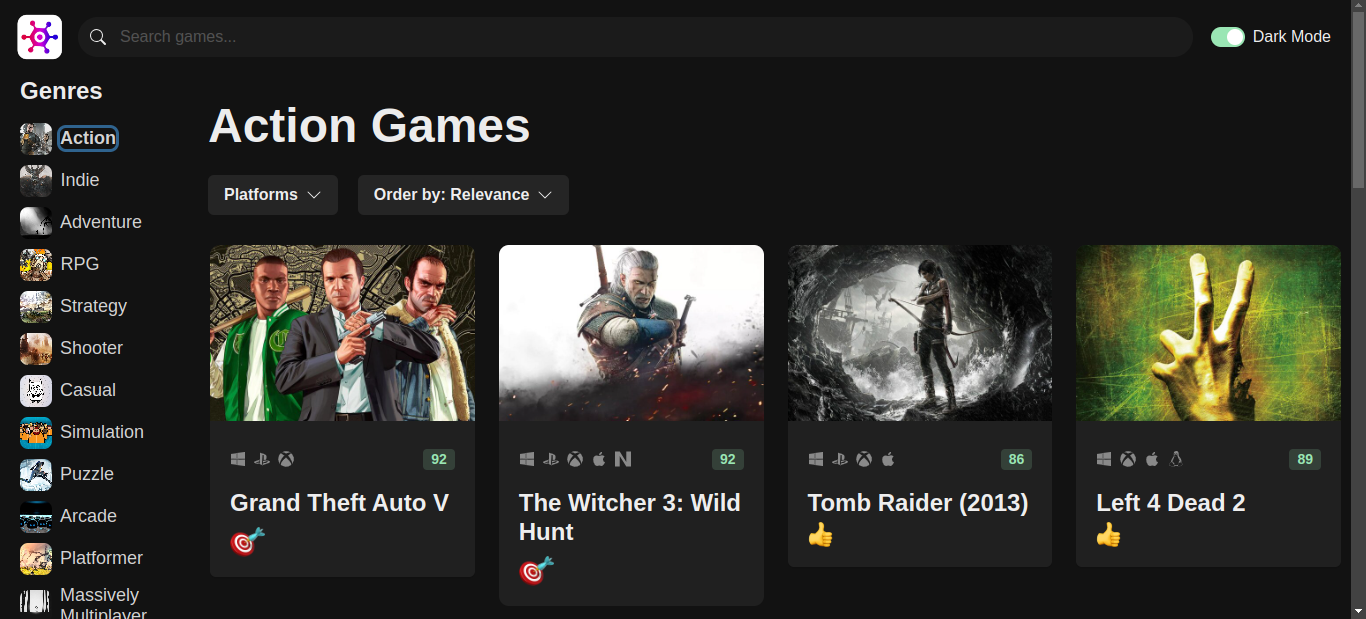 Search games...
Dark Mode
Genres
Action
Indie
Adventure
RPG
Strategy
Shooter
Casual
Simulation
Puzzle
Arcade
Platformer
Massively
Multiplayer
Action Games
Platforms
Order by: Relevance
92
Grand Theft Auto V
92
The Witcher 3: Wild
Hunt
86
Tomb Raider (2013)
89
Left 4 Dead 2